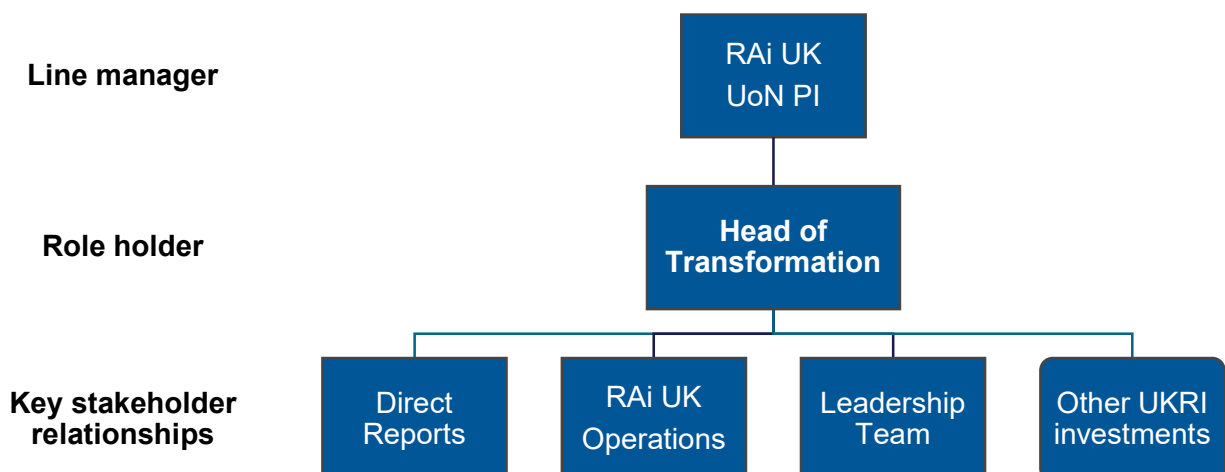 Line manager
RAi UK
UoN PI
Role holder
Head of
Transformation
Key stakeholder
relationships
Direct
Reports
RAi UK
Operations
Leadership
Team
Other UKRI
investments